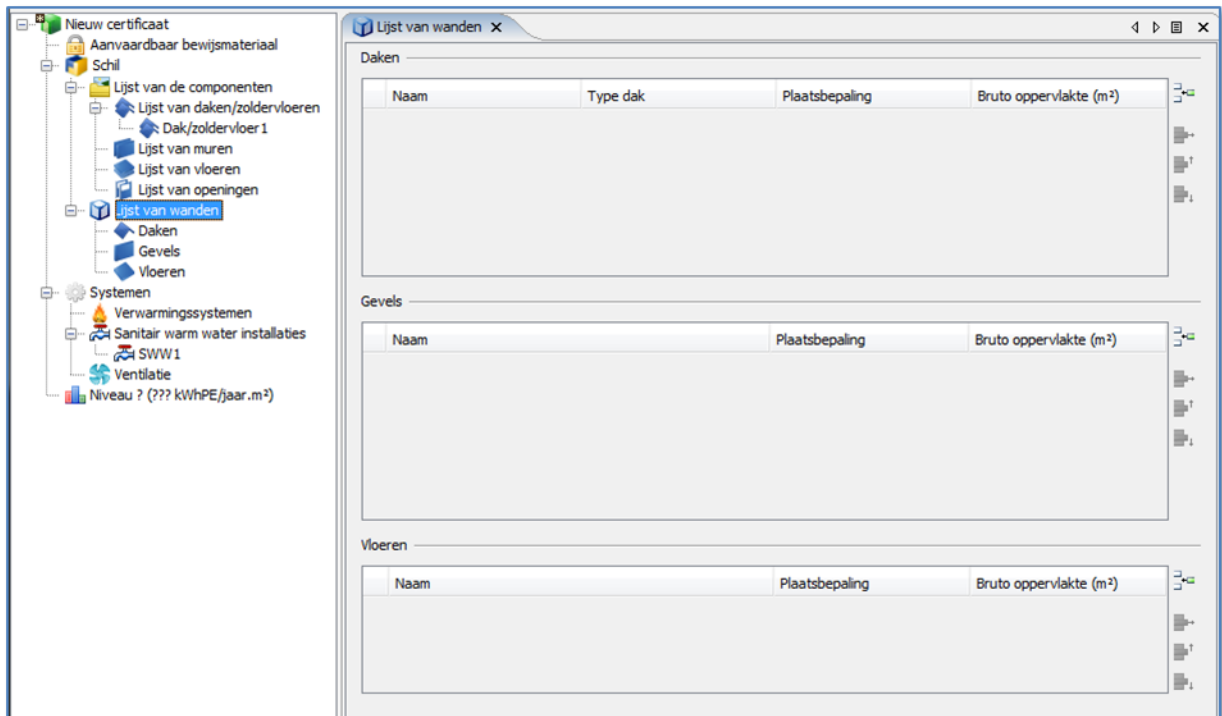 Nieuw certificaat
Aanvaardbaar bewijsmateriaal
Schil
Lijst van de componenten
Lijst van daken/zoldervloeren
Dak/zoldervloer1
Lijst van muren
Lijst van vloeren
Lijst van openingen
Lijst van wanden
Daken
Gevels
Vloeren
Systemen
Verwarmingssystemen
Sanitair warm water installaties
SWW1
Ventilatie
Niveau ? (??? kWhPE/jaar.m²)
Lijst van wanden
Daken
Naam Type dak Plaatsbepaling Bruto oppervlakte (m²)
Gevels
Naam Plaatsbepaling Bruto oppervlakte (m²)
Vloeren
Naam Plaatsbepaling Bruto oppervlakte (m²)